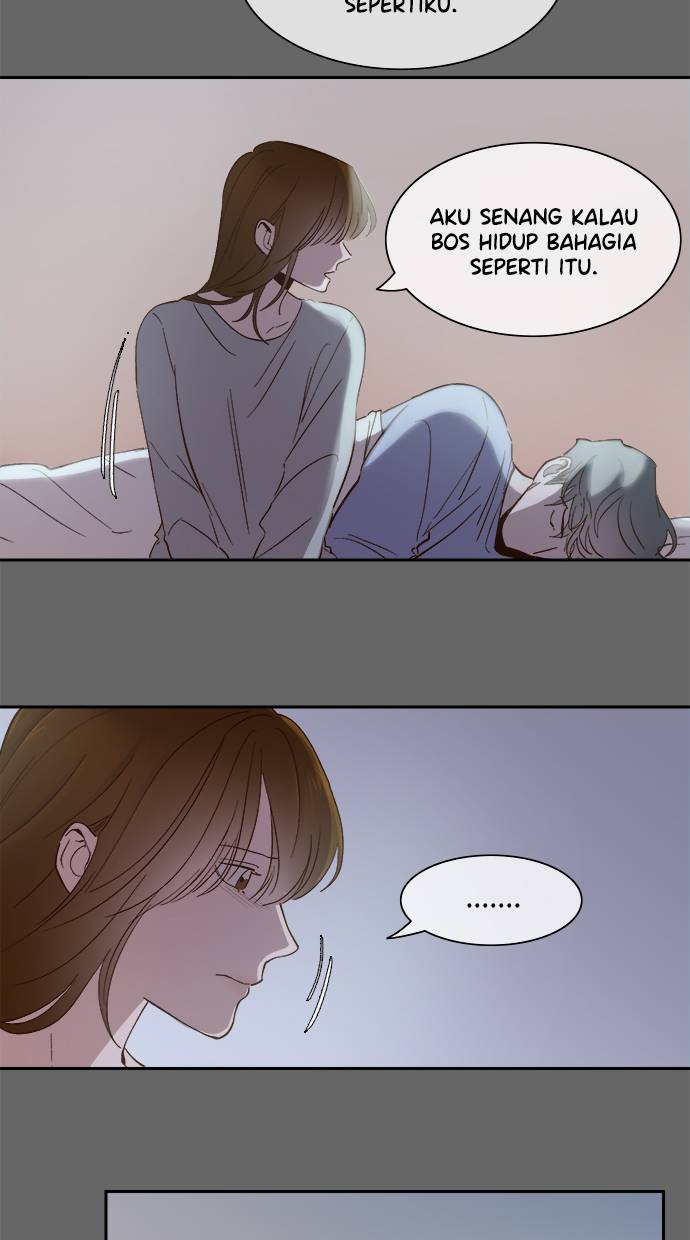 SEPERTIKU.
AKU SENANG KALAU
BOS HIDUP BAHAGIA
SEPERTI ITU.
.......